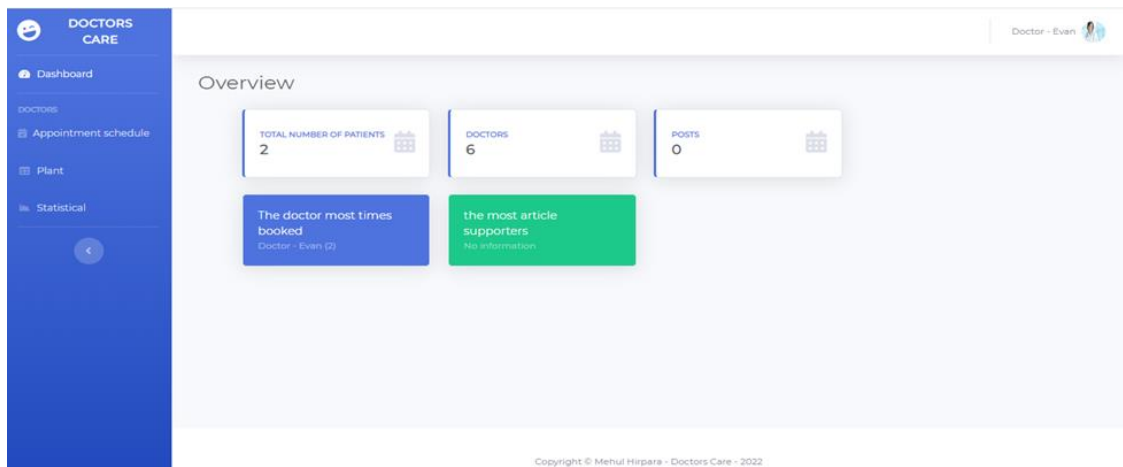 DOCTORS
CARE
Doctor - Evan
Dashboard
Overview
DOCTORS
Appointment schedule
Plant
Statistical
TOTAL NUMBER OF PATIENTS
2
DOCTORS
6
POSTS
0
The doctor most times
booked
Doctor - Evan (2)
the most article
supporters
No information
Copyright © Mehul Hirpara - Doctors Care - 2022